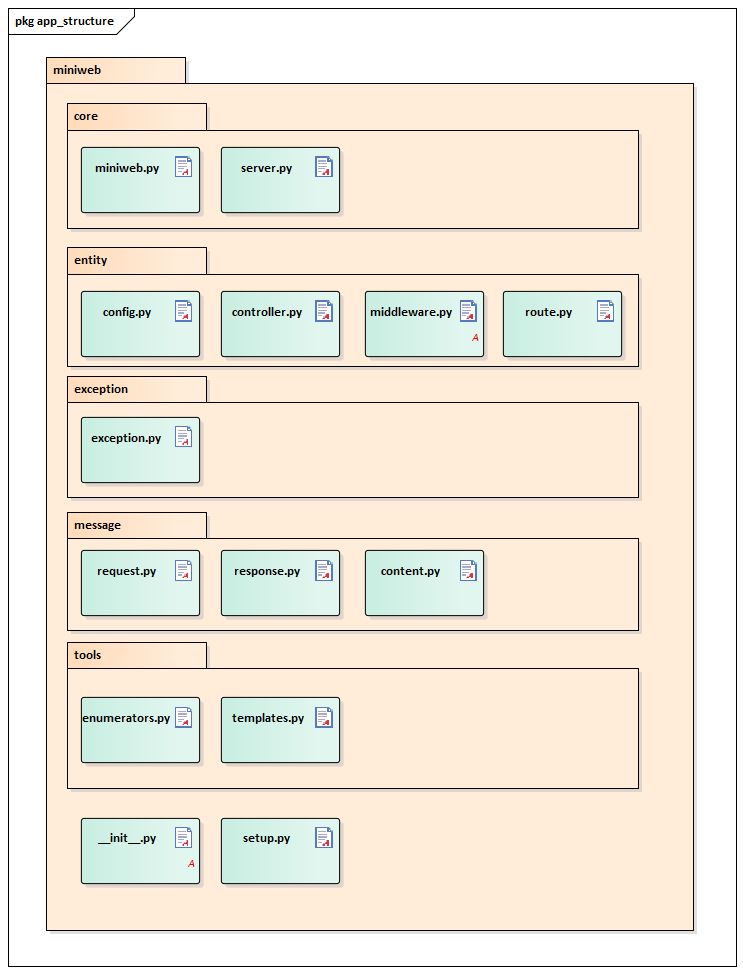 pkg app_structure
miniweb
core
miniweb.py
server.py
entity
config.py
controller.py
middleware.py
route.py
A
exception
exception.py
message
request.py
response.py
content.py
tools
enumerators.py
templates.py
__init__.py
setup.py
A